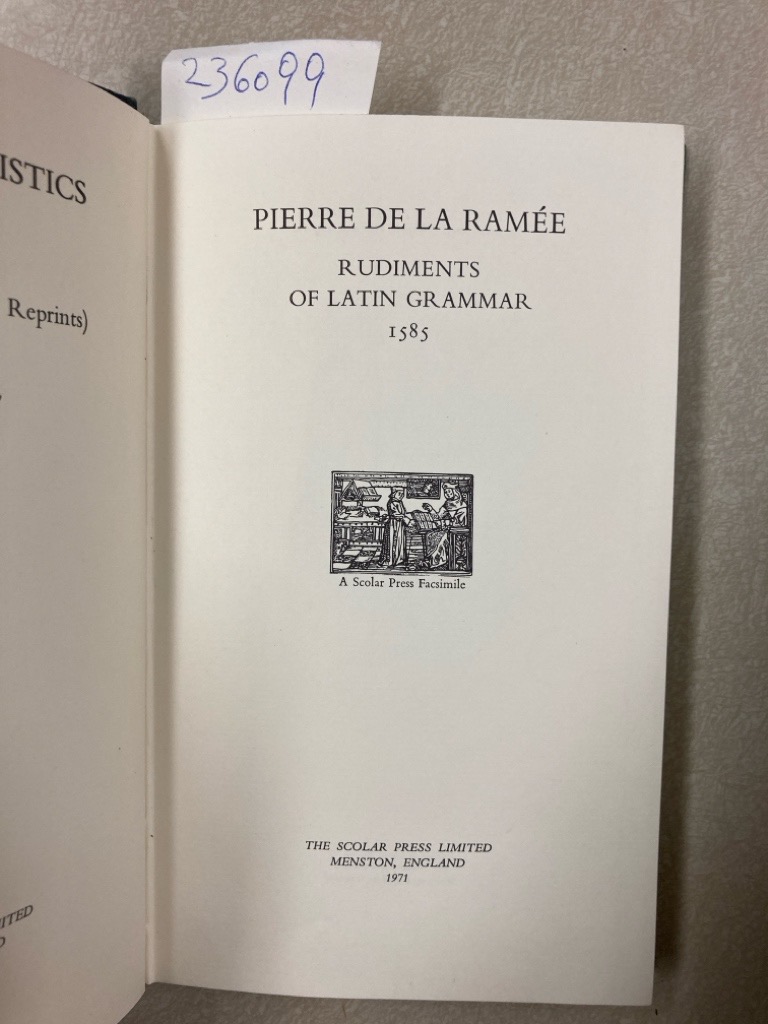 236099
ISTICS
Reprints)
ITED
D
PIERRE DE LA RAMÉE
RUDIMENTS
OF LATIN GRAMMAR
1585
A Scolar Press Facsimile
THE SCOLAR PRESS LIMITED
MENSTON, ENGLAND
1971